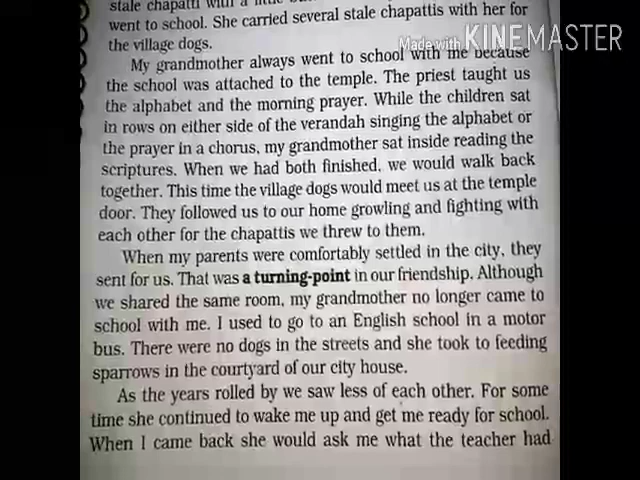 stale chapatti with a little
went to school. She carried several stale chapattis with her for
the village dogs.
Made with KINEMASTER
My grandmother always went to school with me because
the school was attached to the temple. The priest taught us
the alphabet and the morning prayer. While the children sat
in rows on either side of the verandah singing the alphabet or
the prayer in a chorus, my grandmother sat inside reading the
scriptures. When we had both finished, we would walk back
together. This time the village dogs would meet us at the temple
door. They followed us to our home growling and fighting with
each other for the chapattis we threw to them.
When my parents were comfortably settled in the city, they
sent for us. That was a turning-point in our friendship. Although
we shared the same room, my grandmother no longer came to
school with me. I used to go to an English school in a motor
bus. There were no dogs in the streets and she took to feeding
sparrows in the courtyard of our city house.
As the years rolled by we saw less of each other. For some
time she continued to wake me up and get me ready for school.
When I came back she would ask me what the teacher had